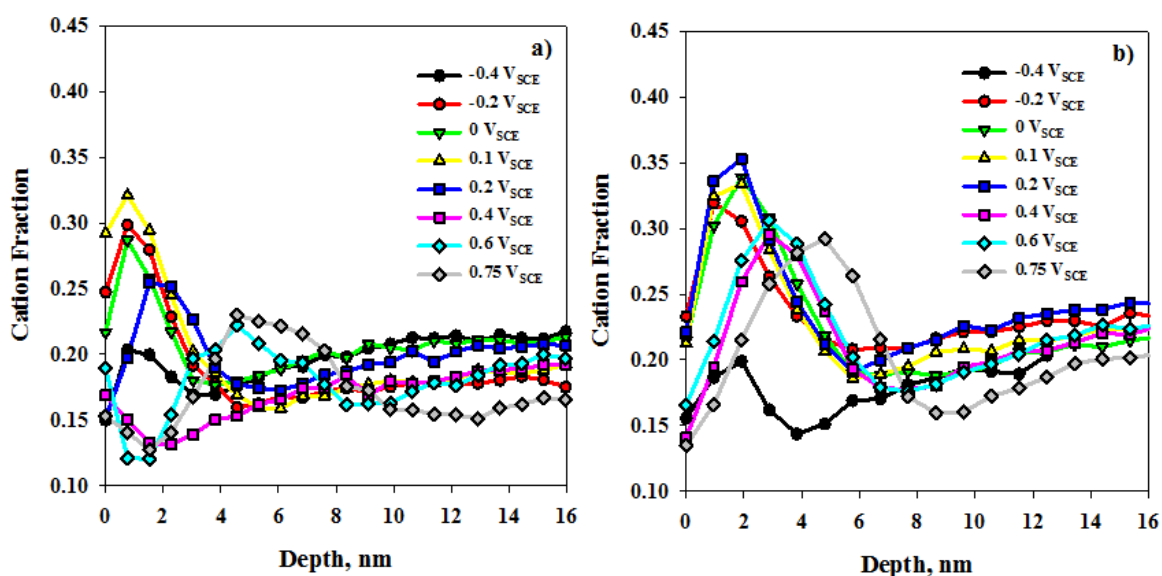 a)
Cation Fraction
0.45
0.40
0.35
0.30
0.25
0.20
0.15
0.10
-0.4 VSCE
-0.2 VSCE
0 VSCE
0.1 VSCE
0.2 VSCE
0.4 VSCE
0.6 VSCE
0.75 VSCE
0 2 4 6 8 10 12 14 16
Depth, nm
b)
Cation Fraction
0.45
0.40
0.35
0.30
0.25
0.20
0.15
0.10
-0.4 VSCE
-0.2 VSCE
0 VSCE
0.1 VSCE
0.2 VSCE
0.4 VSCE
0.6 VSCE
0.75 VSCE
0 2 4 6 8 10 12 14 16
Depth, nm